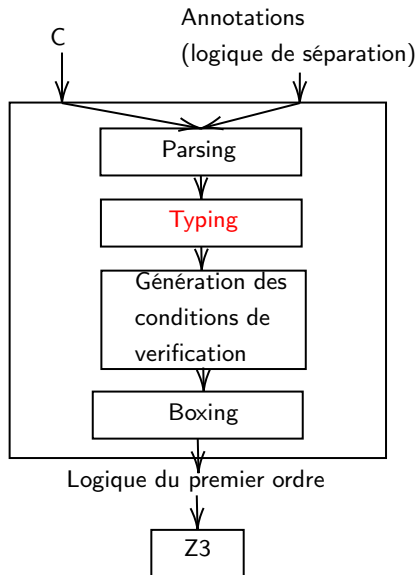 Annotations
C
(logique de séparation)
Parsing
Typing
Génération des
conditions de
verification
Boxing
Logique du premier ordre
Z3